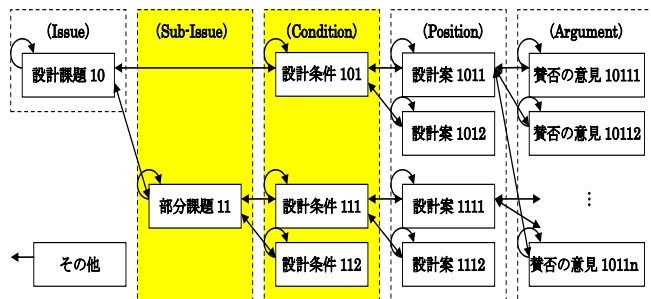 (Issue) (Sub-Issue) (Condition) (Position) (Argument)
設計課題 10 設計条件 101 設計案 1011 賛否の意見 10111
設計案 1012 賛否の意見 10112
部分課題 11 設計条件 111 設計案 1111 ⋮
その他 設計条件 112 設計案 1112 賛否の意見 1011n